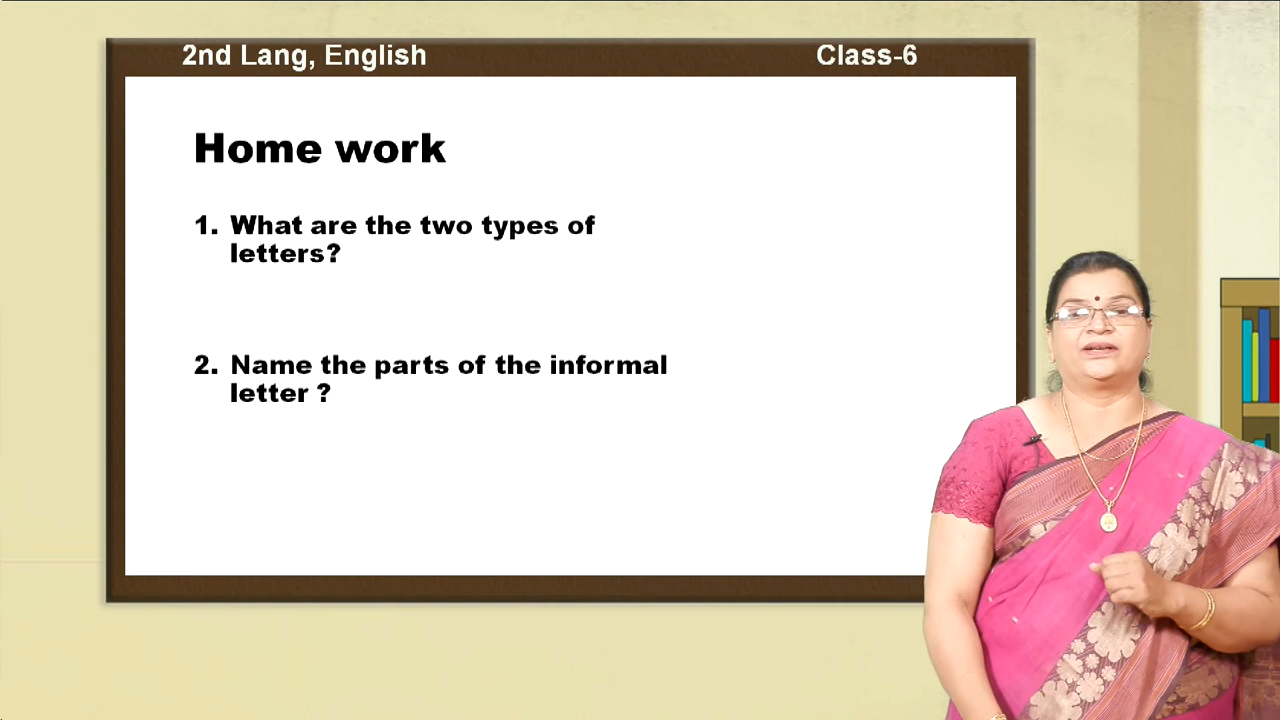 2nd Lang, English Class-6
Home work
1. What are the two types of
letters?
2. Name the parts of the informal
letter ?